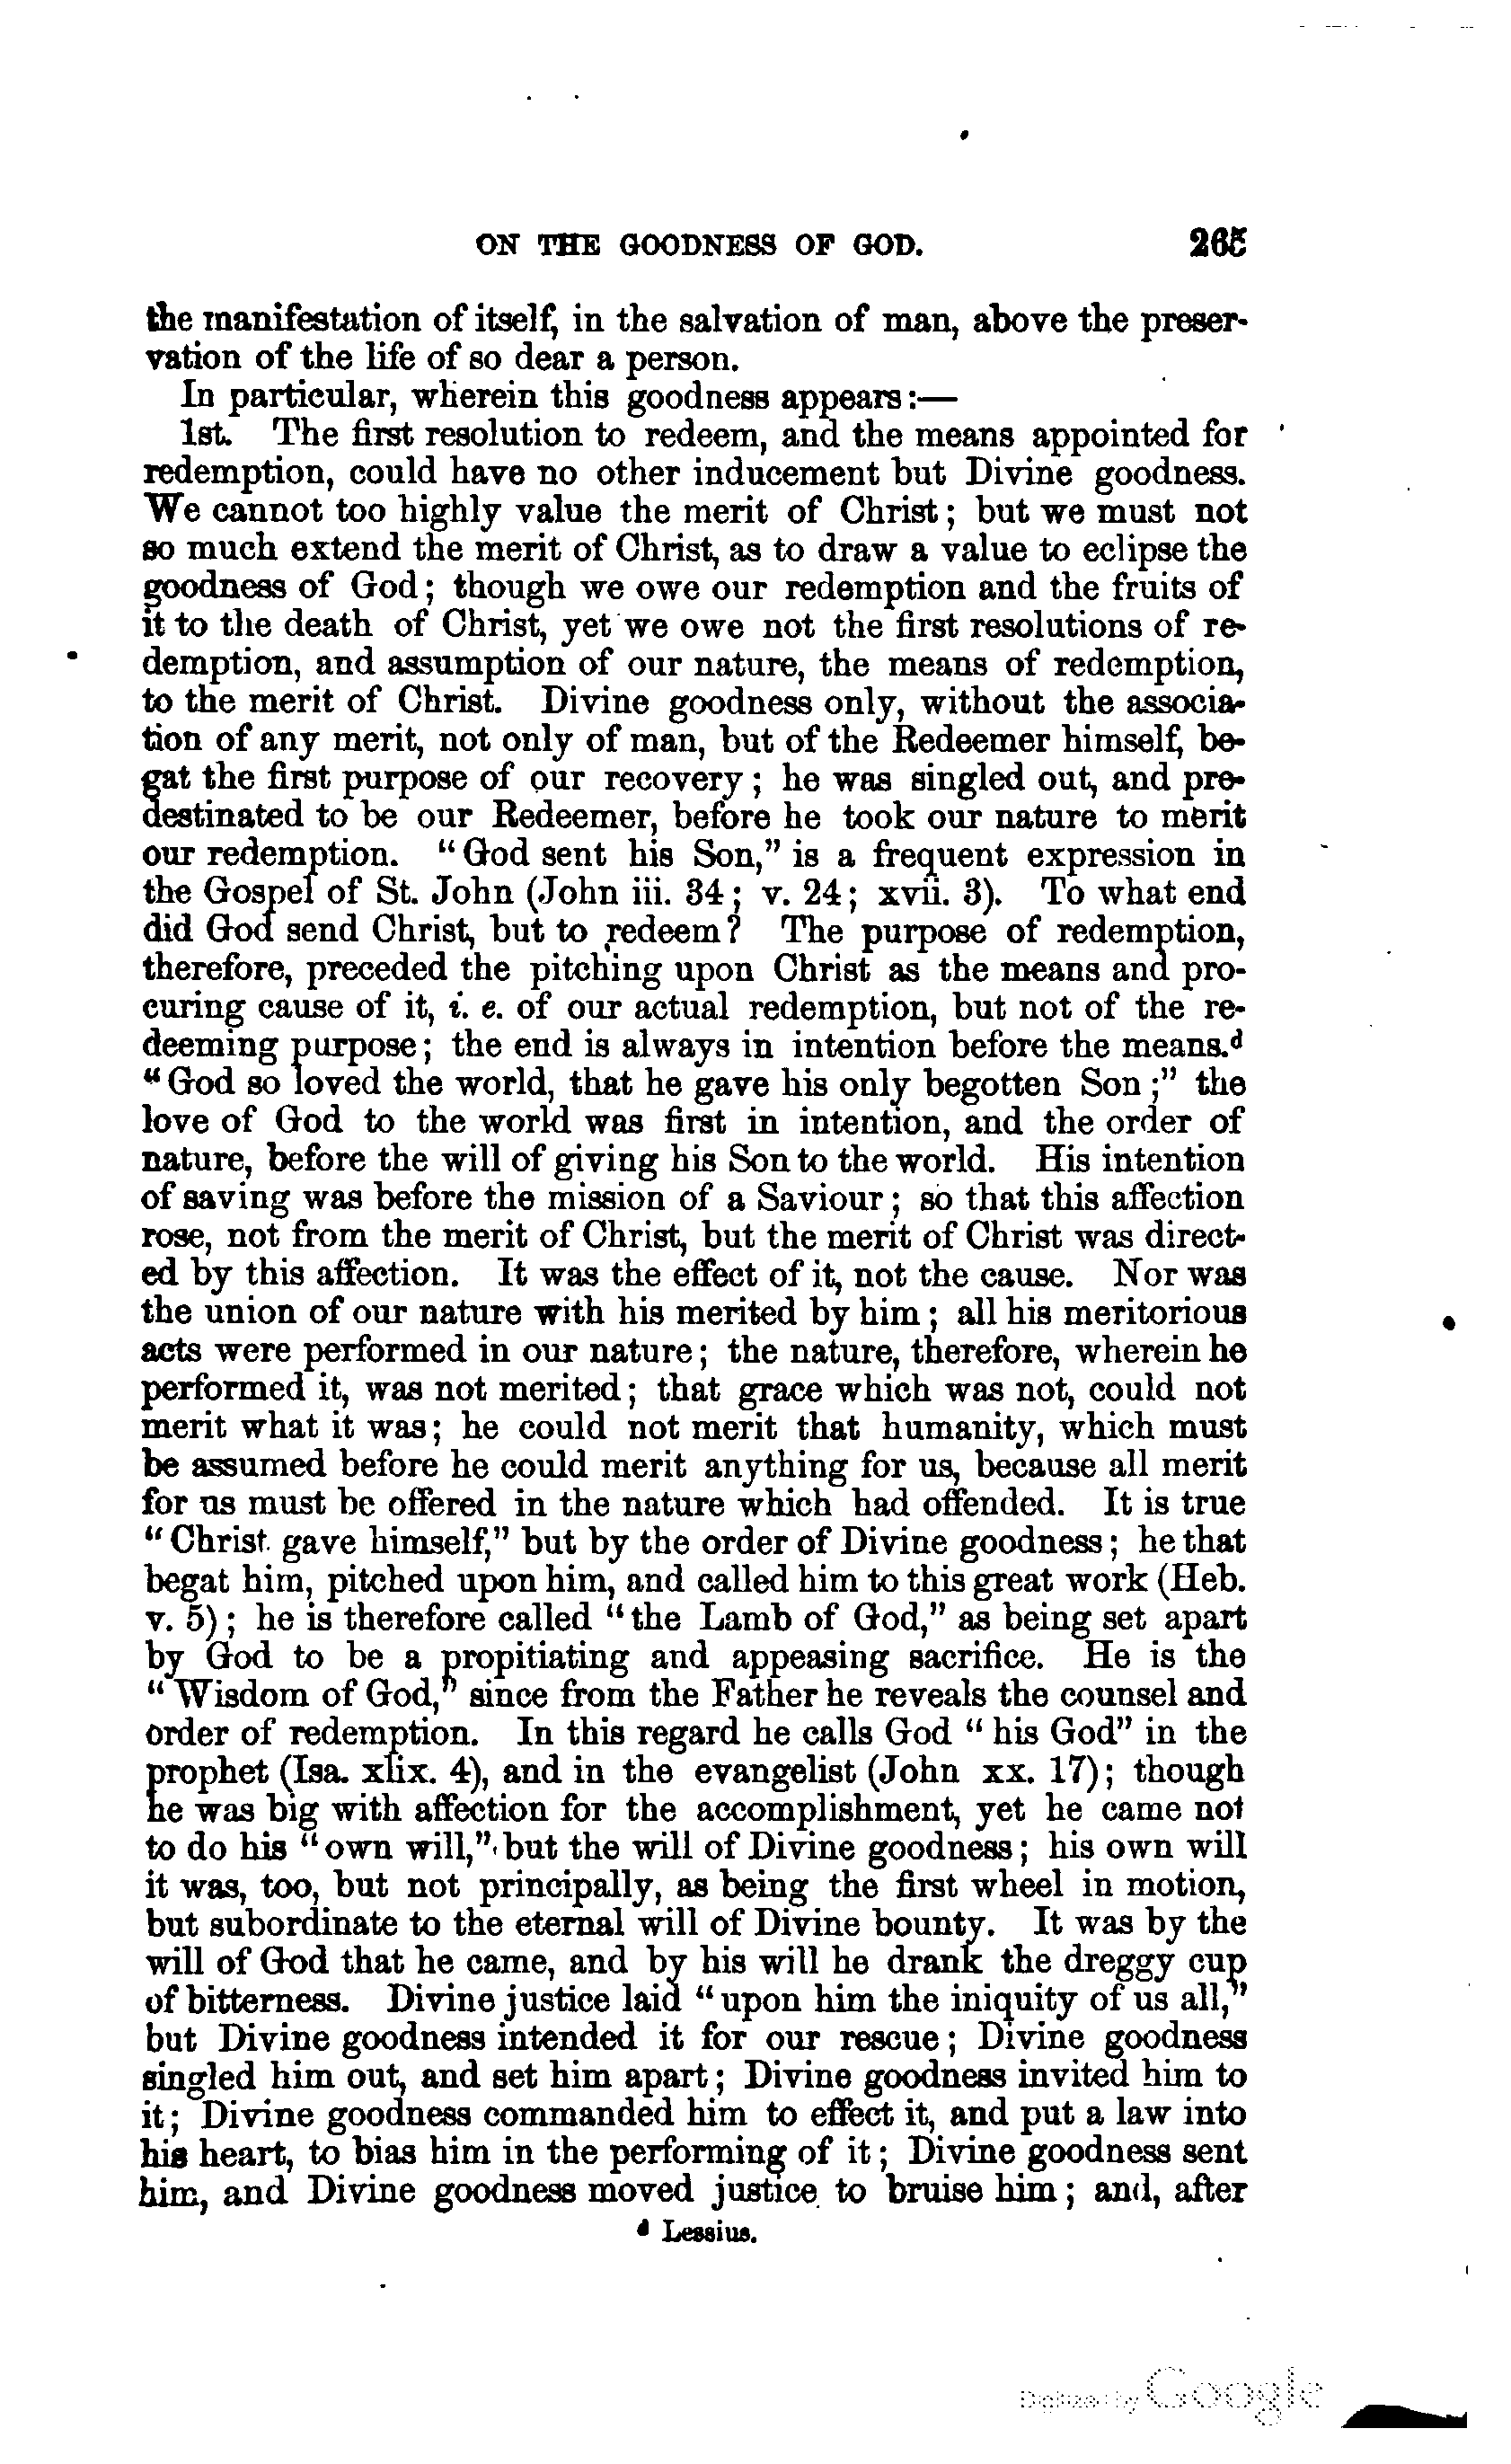 ON THE GOODNESS OF GOD. 265
the manifestation of itself, in the salvation of man, above the preser-
vation of the life of so dear a person.
In particular, wherein this goodness appears:—
1st. The first resolution to redeem, and the means appointed for
redemption, could have no other inducement but Divine goodness.
We cannot too highly value the merit of Christ; but we must not
so much extend the merit of Christ, as to draw a value to eclipse the
goodness of God; though we owe our redemption and the fruits of
it to the death of Christ, yet we owe not the first resolutions of re-
demption, and assumption of our nature, the means of redemption,
to the merit of Christ. Divine goodness only, without the associa-
tion of any merit, not only of man, but of the Redeemer himself, be-
gat the first purpose of our recovery; he was singled out, and pre-
destinated to be our Redeemer, before he took our nature to merit
our redemption. "God sent his Son," is a frequent expression in
the Gospel of St. John (John iii. 34; v. 24; xvii. 3). To what end
did God send Christ, but to redeem? The purpose of redemption,
therefore, preceded the pitching upon Christ as the means and pro-
curing cause of it, i. e. of our actual redemption, but not of the re-
deeming purpose; the end is always in intention before the means.d
"God so loved the world, that he gave his only begotten Son;" the
love of God to the world was first in intention, and the order of
nature, before the will of giving his Son to the world. His intention
of saving was before the mission of a Saviour; so that this affection
rose, not from the merit of Christ, but the merit of Christ was direct-
ed by this affection. It was the effect of it, not the cause. Nor was
the union of our nature with his merited by him; all his meritorious
acts were performed in our nature; the nature, therefore, wherein he
performed it, was not merited; that grace which was not, could not
merit what it was; he could not merit that humanity, which must
be assumed before he could merit anything for us, because all merit
for us must be offered in the nature which had offended. It is true
"Christ gave himself," but by the order of Divine goodness; he that
begat him, pitched upon him, and called him to this great work (Heb.
v. 5); he is therefore called "the Lamb of God," as being set apart
by God to be a propitiating and appeasing sacrifice. He is the
"Wisdom of God," since from the Father he reveals the counsel and
order of redemption. In this regard he calls God "his God" in the
prophet (Isa. xlix. 4), and in the evangelist (John xx. 17); though
he was big with affection for the accomplishment, yet he came not
to do his "own will," but the will of Divine goodness; his own will
it was, too, but not principally, as being the first wheel in motion,
but subordinate to the eternal will of Divine bounty. It was by the
will of God that he came, and by his will he drank the dreggy cup
of bitterness. Divine justice laid "upon him the iniquity of us all,"
but Divine goodness intended it for our rescue; Divine goodness
singled him out, and set him apart; Divine goodness invited him to
it; Divine goodness commanded him to effect it, and put a law into
his heart, to bias him in the performing of it; Divine goodness sent
him, and Divine goodness moved justice to bruise him; and, after
d Lessius.
Digitized by Google